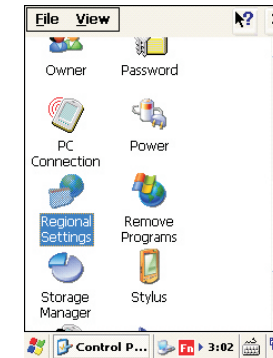 File View
Owner Password
PC
Connection
Power
Regional
Settings
Remove
Programs
Storage
Manager
Stylus
Control P... Fn 3:02